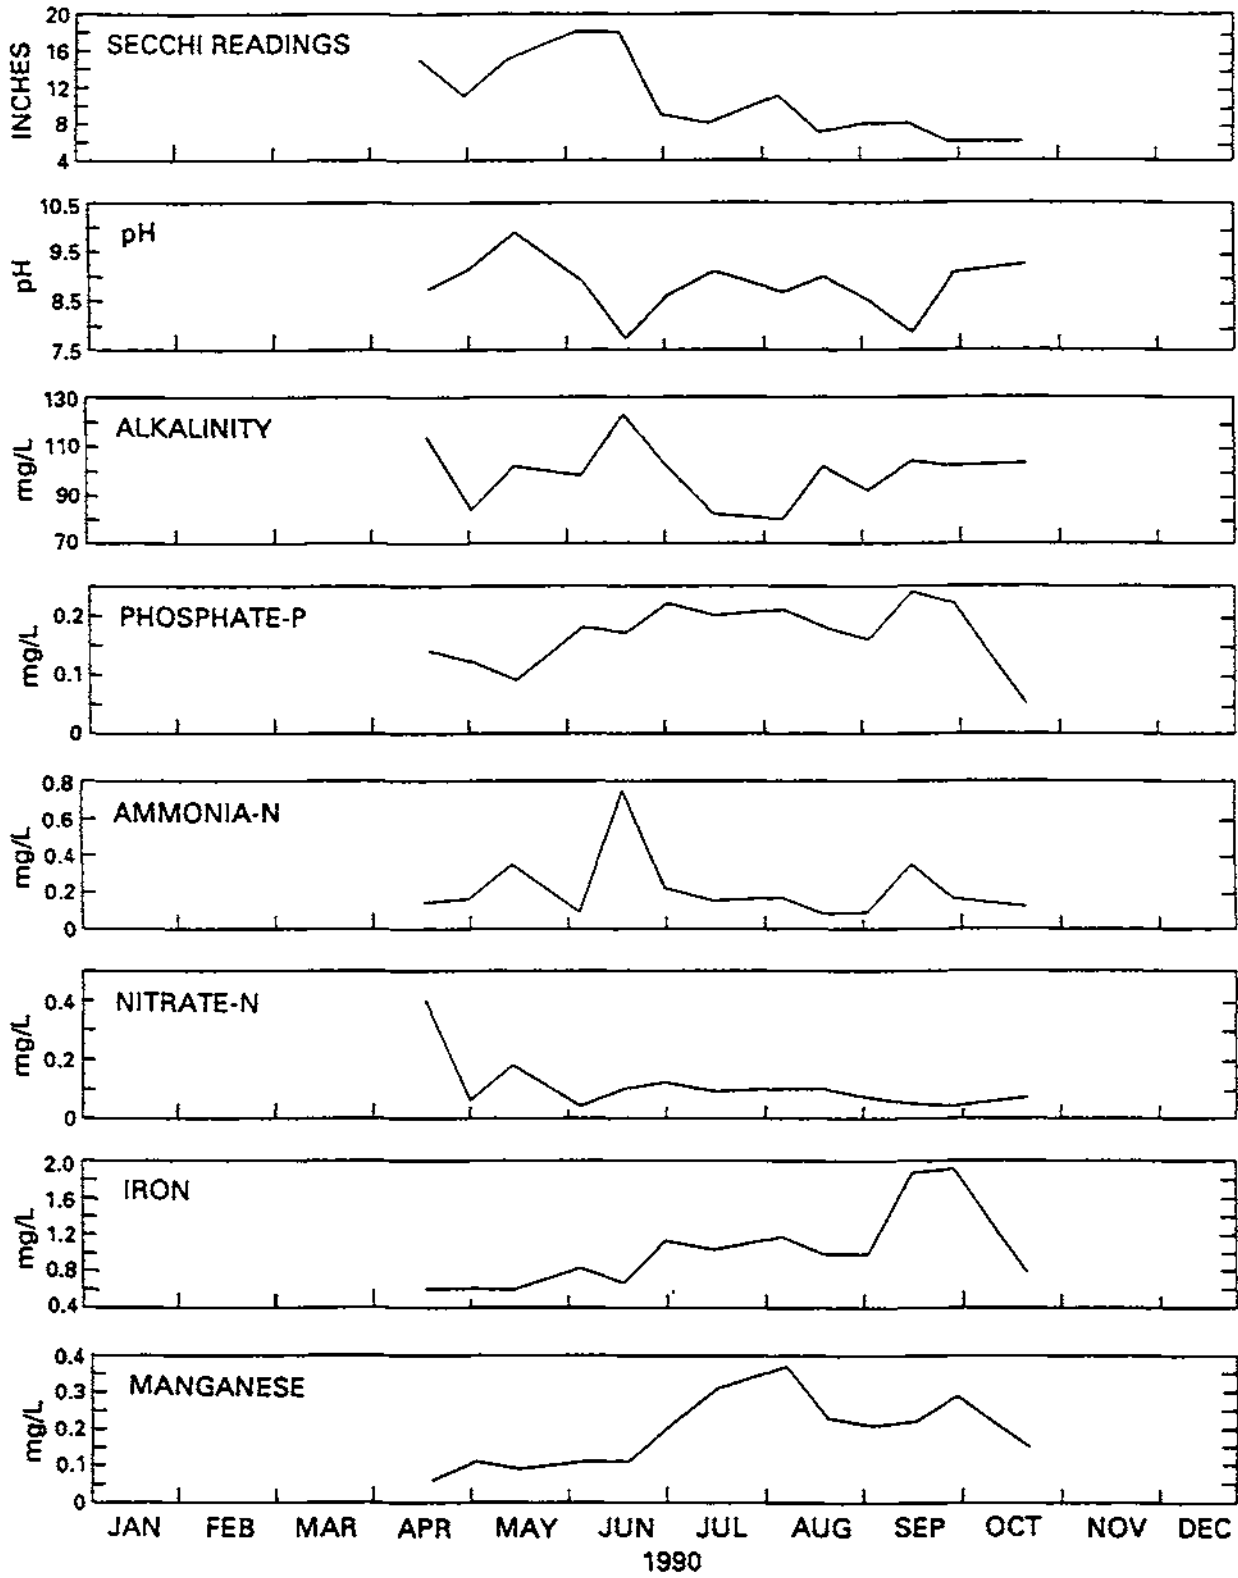 20
SECCHI READINGS
16
INCHES
12
8
4
10.5
pH
9.5
pH
8.5
7.5
130
ALKALINITY
110
mg/L
90
70
0.2
PHOSPHATE-P
mg/L
0.1
0
0.8
AMMONIA-N
0.6
mg/L
0.4
0.2
0
0.4
NITRATE-N
mg/L
0.2
0
2.0
IRON
1.6
mg/L
1.2
0.8
0.4
0.4
MANGANESE
0.3
mg/L
0.2
0.1
0
JAN FEB MAR APR MAY JUN JUL AUG SEP OCT NOV DEC
1990